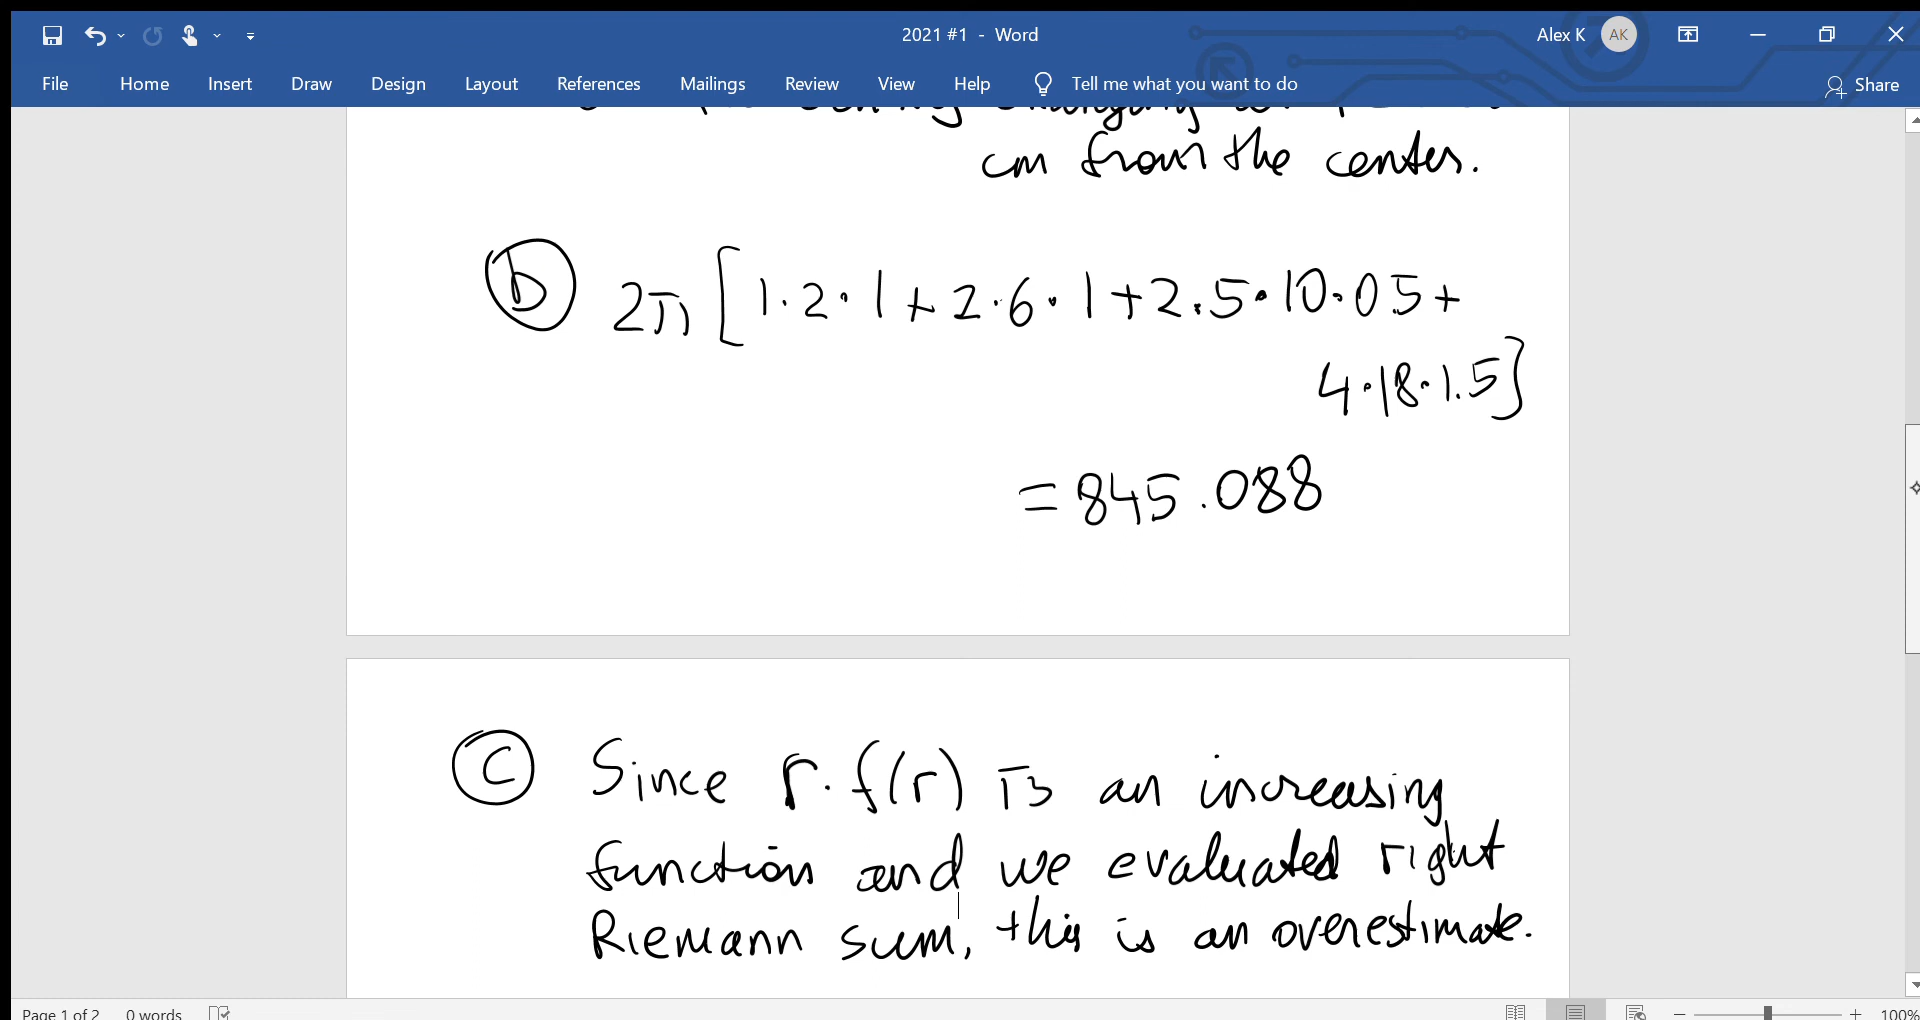 2021 #1 - Word
Alex K AK
File Home Insert Draw Design Layout References Mailings Review View Help Tell me what you want to do Share
cm from the center.
b 2π [1·2·1+2·6·1+2.5·10·0.5+
4·18·1.5]
= 845.088
c Since r·f(r) is an increasing
function and we evaluated right
Riemann sum, this is an overestimate.
Page 1 of 2 0 words 100%